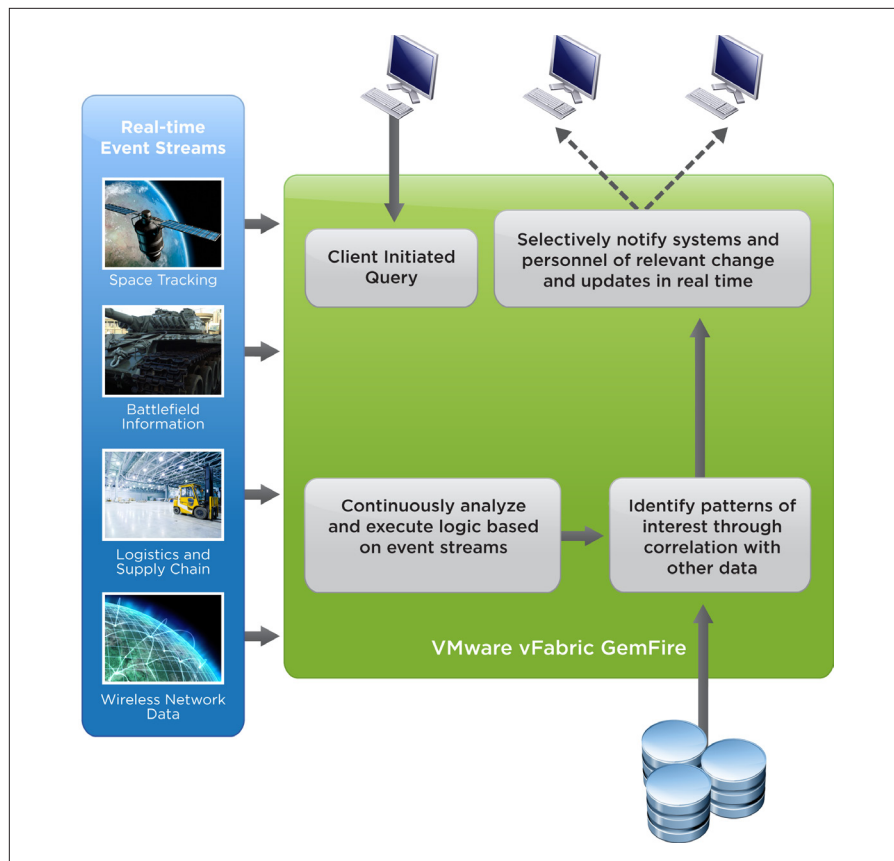 Real-time
Event Streams
Space Tracking
Battlefield
Information
Logistics and
Supply Chain
Wireless Network
Data
Client Initiated
Query
Selectively notify systems and
personnel of relevant change
and updates in real time
Continuously analyze
and execute logic based
on event streams
Identify patterns of
interest through
correlation with
other data
VMware vFabric GemFire